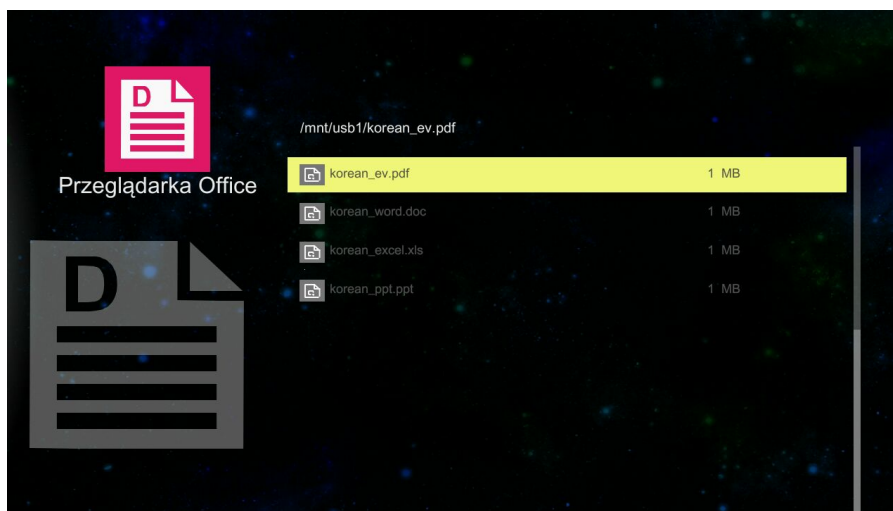 D
Przeglądarka Office
D
/mnt/usb1/korean_ev.pdf
korean_ev.pdf 1 MB
korean_word.doc 1 MB
korean_excel.xls 1 MB
korean_ppt.ppt 1 MB